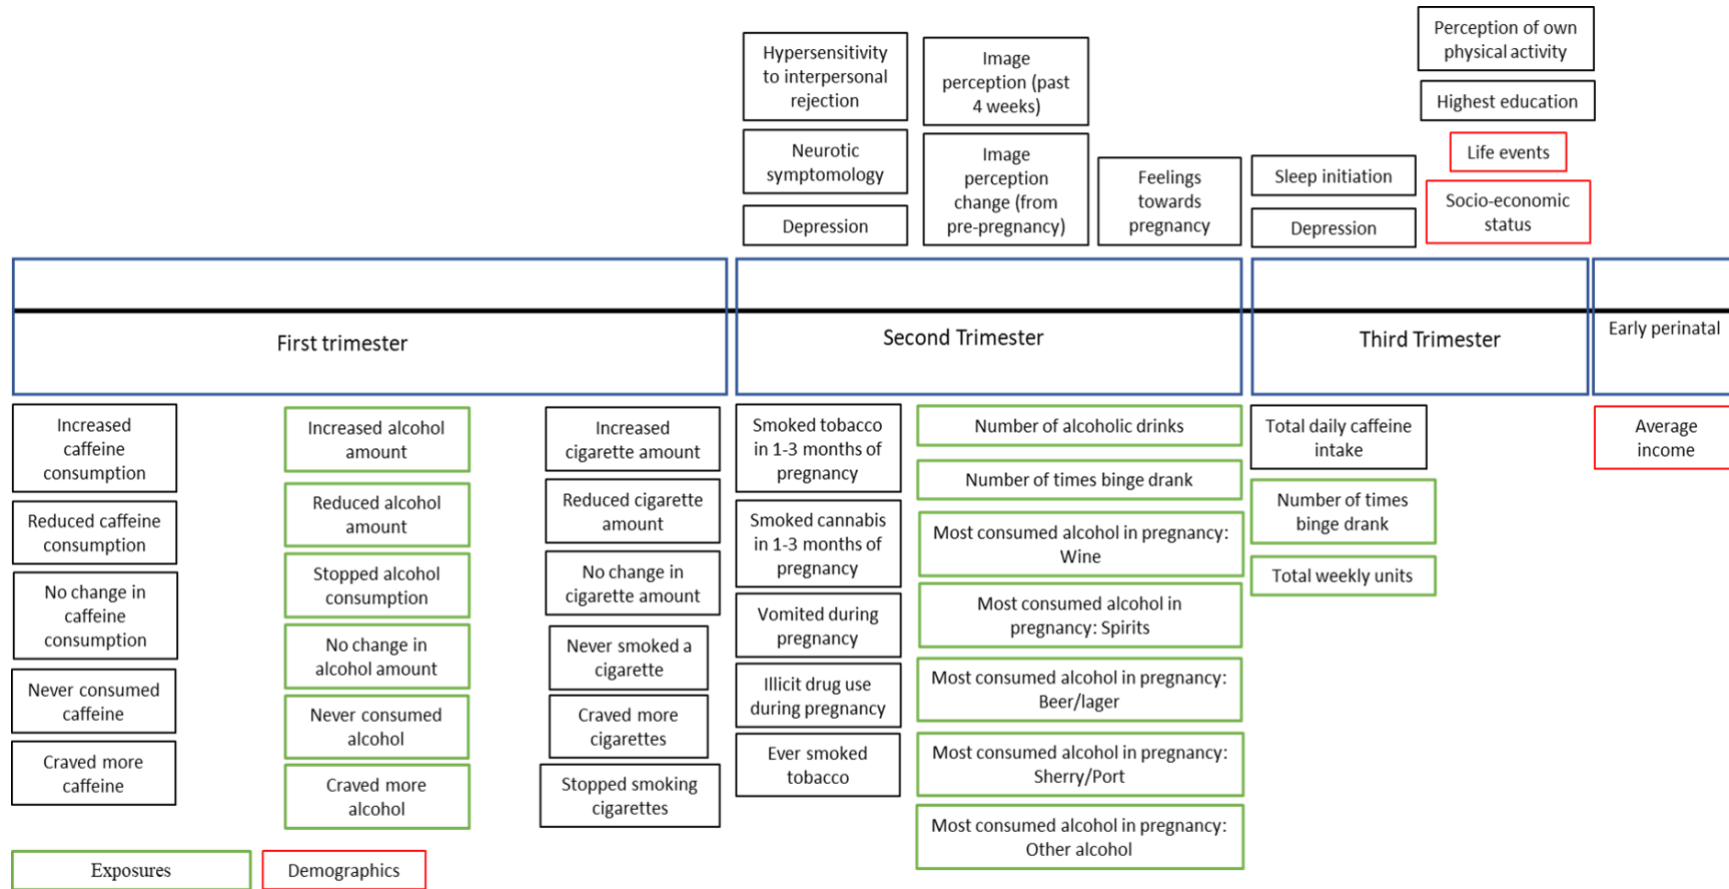 Hypersensitivity
to interpersonal
rejection
Neurotic
symptomology
Depression
Image
perception (past
4 weeks)
Image
perception
change (from
pre-pregnancy)
Feelings
towards
pregnancy
Sleep initiation
Depression
Perception of own
physical activity
Highest education
Life events
Socio-economic
status
First trimester
Second Trimester
Third Trimester
Early perinatal
Increased
caffeine
consumption
Reduced caffeine
consumption
No change in
caffeine
consumption
Never consumed
caffeine
Craved more
caffeine
Increased alcohol
amount
Reduced alcohol
amount
Stopped alcohol
consumption
No change in
alcohol amount
Never consumed
alcohol
Craved more
alcohol
Increased
cigarette amount
Reduced cigarette
amount
No change in
cigarette amount
Never smoked a
cigarette
Craved more
cigarettes
Stopped smoking
cigarettes
Smoked tobacco
in 1-3 months of
pregnancy
Smoked cannabis
in 1-3 months of
pregnancy
Vomited during
pregnancy
Illicit drug use
during pregnancy
Ever smoked
tobacco
Number of alcoholic drinks
Number of times binge drank
Most consumed alcohol in pregnancy:
Wine
Most consumed alcohol in
pregnancy: Spirits
Most consumed alcohol in pregnancy:
Beer/lager
Most consumed alcohol in pregnancy:
Sherry/Port
Most consumed alcohol in pregnancy:
Other alcohol
Total daily caffeine
intake
Number of times
binge drank
Total weekly units
Average
income
Exposures
Demographics